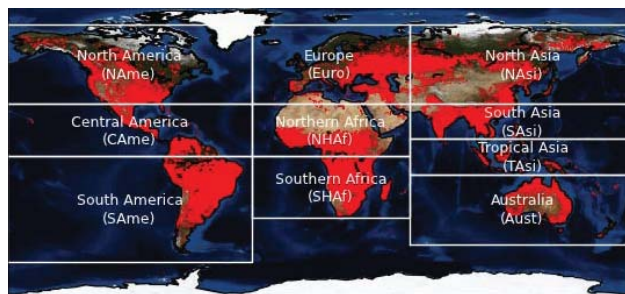 North America
(NAme)
Europe
(Euro)
North Asia
(NAsi)
Central America
(CAme)
Northern Africa
(NHAf)
South Asia
(SAsi)
Tropical Asia
(TAsi)
South America
(SAme)
Southern Africa
(SHAf)
Australia
(Aust)